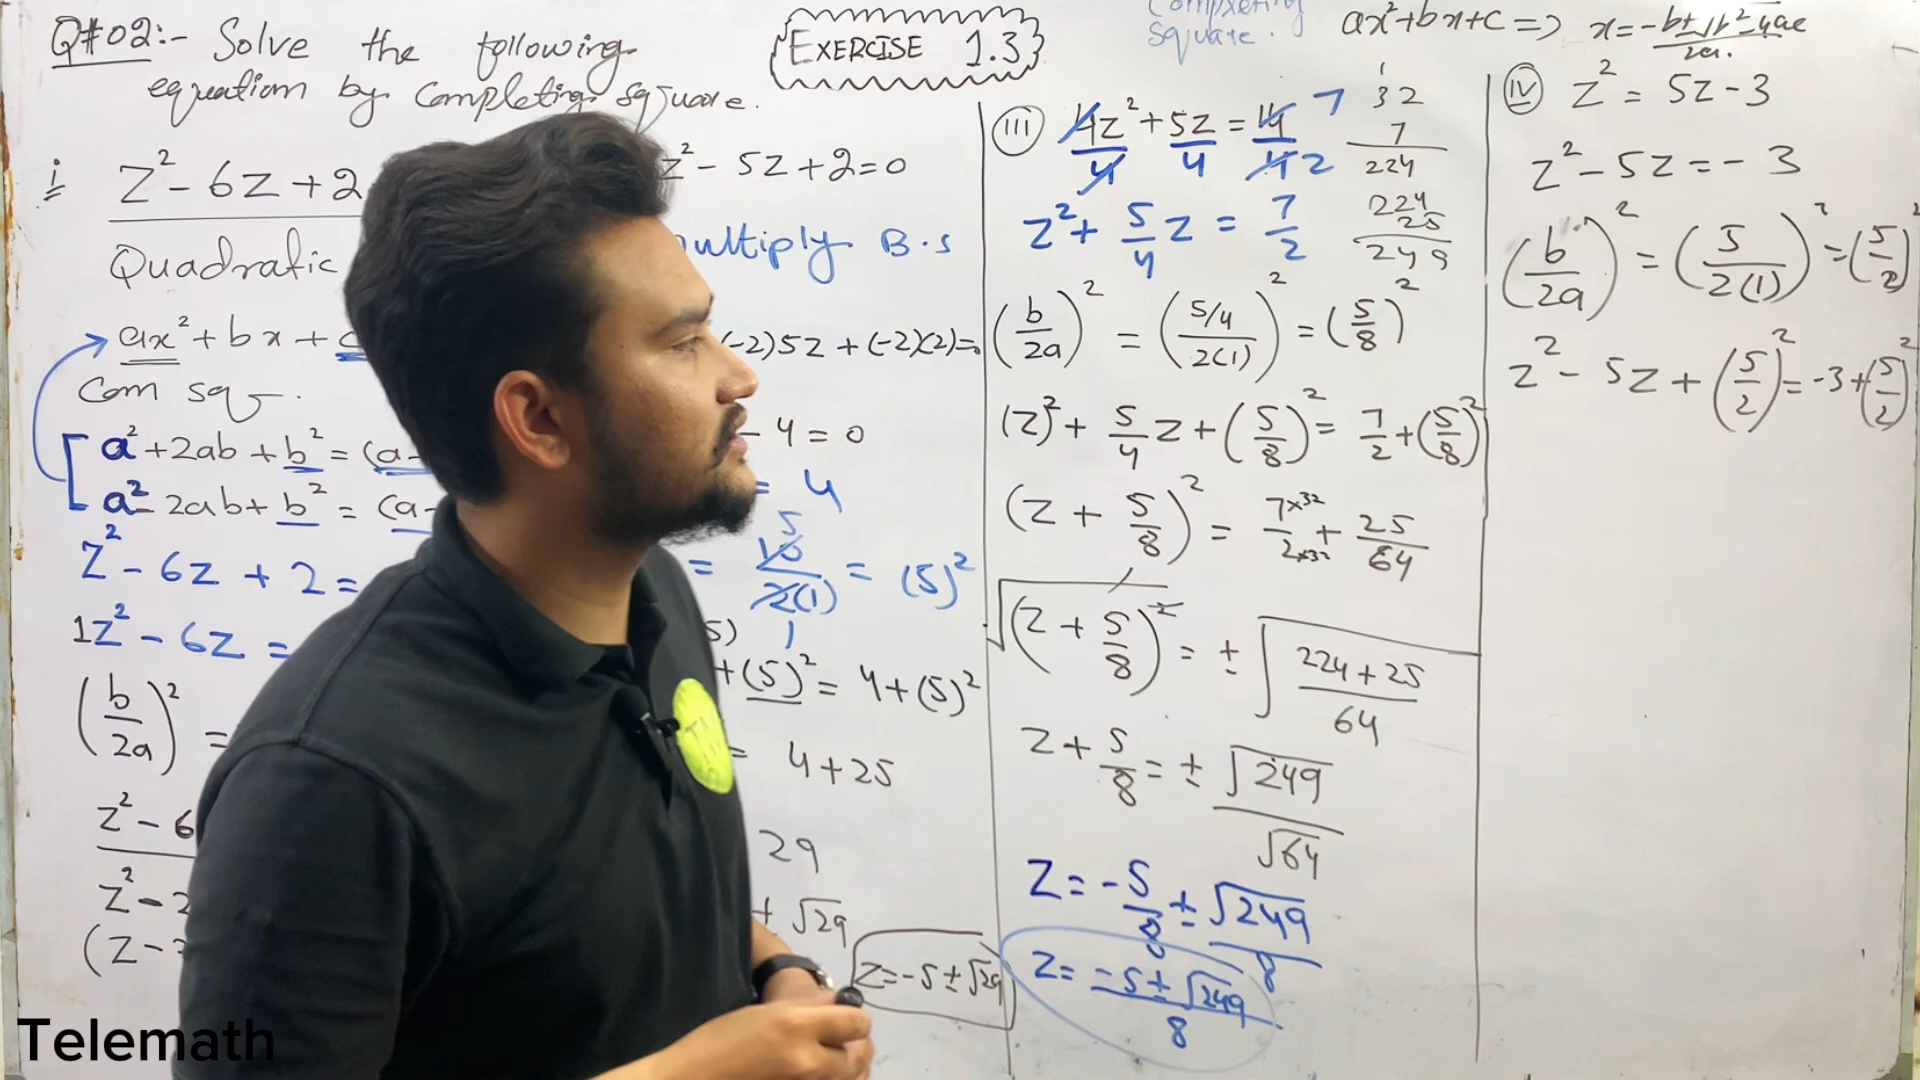 Q#02:- Solve the following
equation by Completing square.
EXERCISE 1.3
Completing
Square.
ax²+bx+c => x = -b±√b²-4ac / 2a.
i z² - 6z + 2
Quadratic
ax² + bx +
Com sqr.
a² + 2ab + b² = (a
a² - 2ab + b² = (a-
z² - 6z + 2 =
1z² - 6z =
(b/2a)² =
z² - 6
z² - 2
(z -
z² - 5z + 2 = 0
multiply B.s
(-2)5z + (-2)(2) = 0
- 4 = 0
= 4
= 10/2(1) = (5)²
5
1
5)
+ (5)² = 4 + (5)²
= 4 + 25
29
± √29
z = -5 ± √29
(iii) 4z²/4 + 5z/4 = 14/4 7 2
z² + 5/4 z = 7/2
(b/2a)² = (5/4 / 2(1))² = (5/8)²
(z)² + 5/4 z + (5/8)² = 7/2 + (5/8)²
(z + 5/8)² = 7×32/2×32 + 25/64
√(z + 5/8)² = ± √224+25/64
z + 5/8 = ± √249/√64
z = -5/8 ± √249/8
z = -5 ± √249 / 8
1
32
7
224
224
25
249
(iv) z² = 5z - 3
z² - 5z = - 3
(b/2a)² = (5/2(1))² = (5/2)²
z² - 5z + (5/2)² = -3 + (5/2)²
Telemath